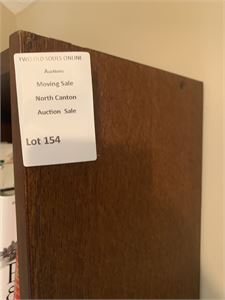 TWO OLD SOULS ONLINE
Auctions
Moving Sale
North Canton
Auction Sale
Lot 154